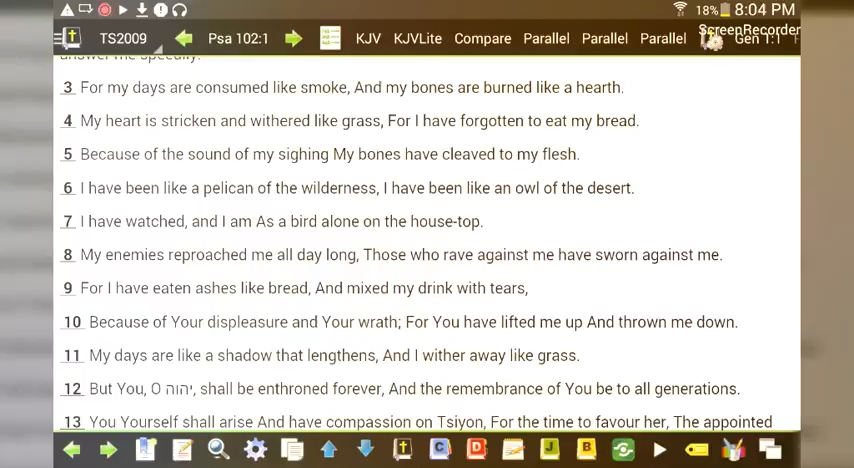 18% 8:04 PM
TS2009 Psa 102:1 KJV KJVLite Compare Parallel Parallel Parallel Gen 1:1
ScreenRecorder
answer me speedily.
3 For my days are consumed like smoke, And my bones are burned like a hearth.
4 My heart is stricken and withered like grass, For I have forgotten to eat my bread.
5 Because of the sound of my sighing My bones have cleaved to my flesh.
6 I have been like a pelican of the wilderness, I have been like an owl of the desert.
7 I have watched, and I am As a bird alone on the house-top.
8 My enemies reproached me all day long, Those who rave against me have sworn against me.
9 For I have eaten ashes like bread, And mixed my drink with tears,
10 Because of Your displeasure and Your wrath; For You have lifted me up And thrown me down.
11 My days are like a shadow that lengthens, And I wither away like grass.
12 But You, O יהוה, shall be enthroned forever, And the remembrance of You be to all generations.
13 You Yourself shall arise And have compassion on Tsiyon, For the time to favour her, The appointed
C D J B